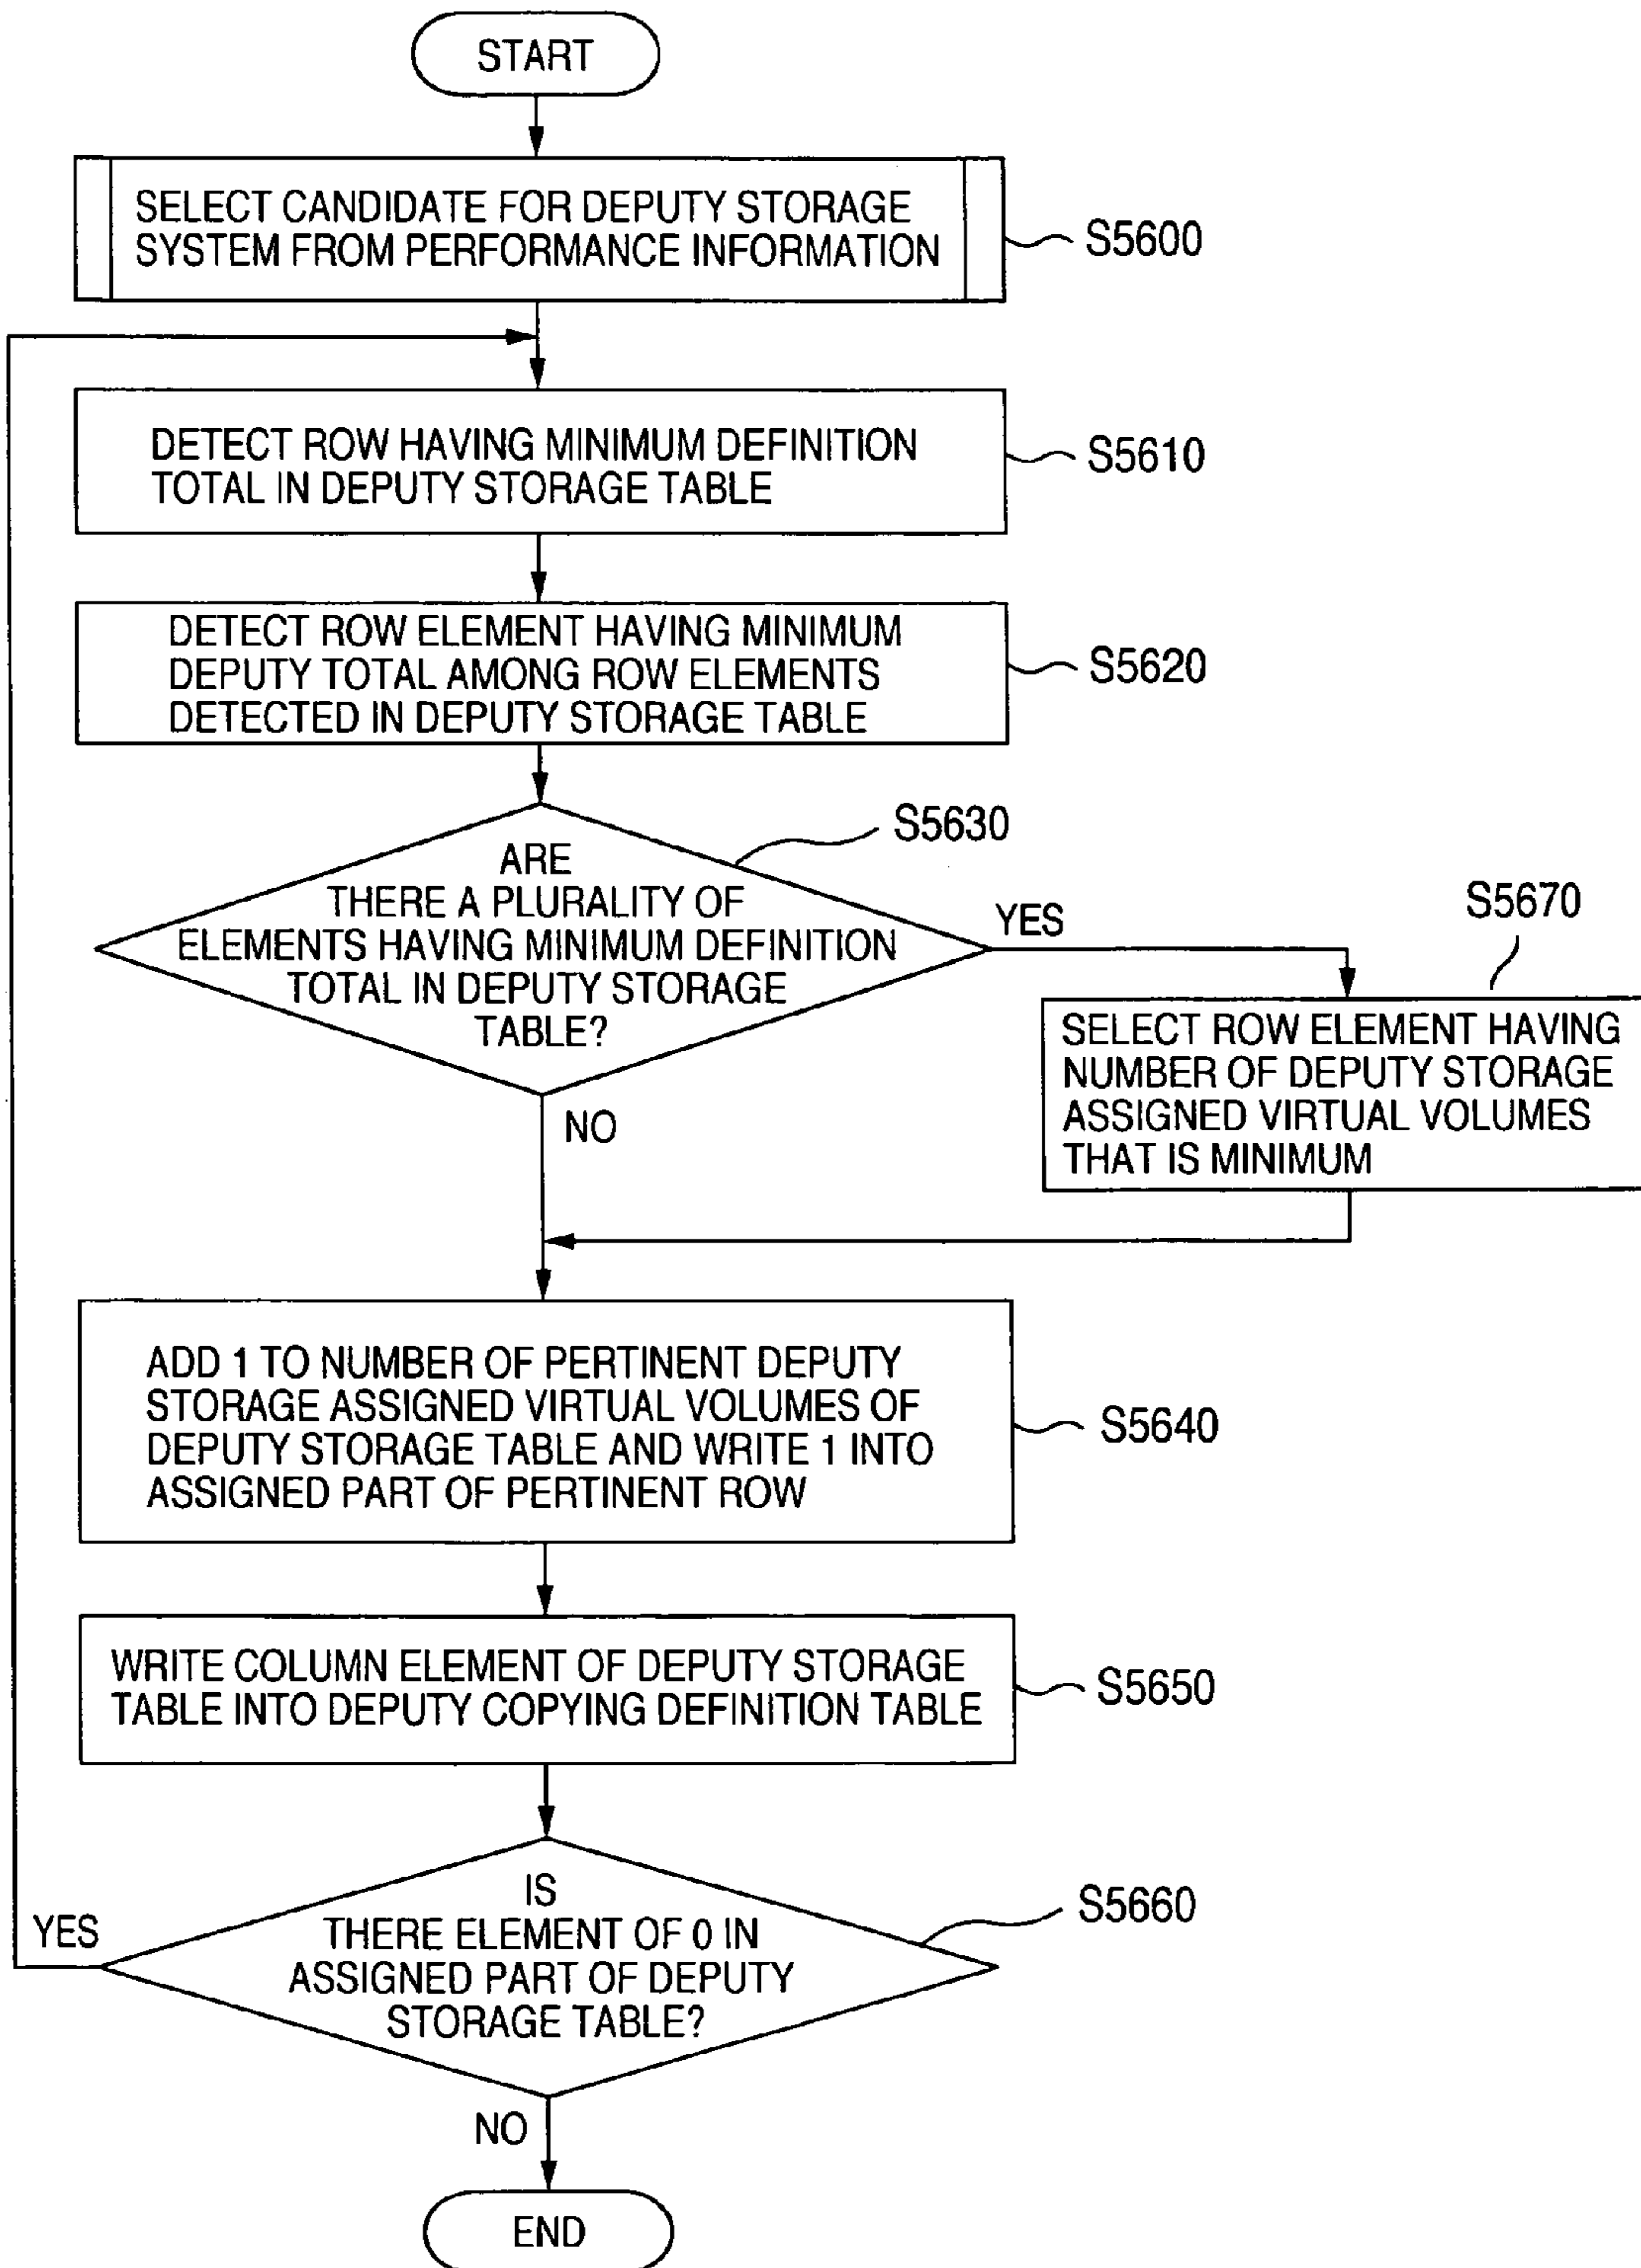 START
SELECT CANDIDATE FOR DEPUTY STORAGE
SYSTEM FROM PERFORMANCE INFORMATION
S5600
DETECT ROW HAVING MINIMUM DEFINITION
TOTAL IN DEPUTY STORAGE TABLE
S5610
DETECT ROW ELEMENT HAVING MINIMUM
DEPUTY TOTAL AMONG ROW ELEMENTS
DETECTED IN DEPUTY STORAGE TABLE
S5620
ARE
THERE A PLURALITY OF
ELEMENTS HAVING MINIMUM DEFINITION
TOTAL IN DEPUTY STORAGE
TABLE?
S5630
YES
NO
S5670
SELECT ROW ELEMENT HAVING
NUMBER OF DEPUTY STORAGE
ASSIGNED VIRTUAL VOLUMES
THAT IS MINIMUM
ADD 1 TO NUMBER OF PERTINENT DEPUTY
STORAGE ASSIGNED VIRTUAL VOLUMES OF
DEPUTY STORAGE TABLE AND WRITE 1 INTO
ASSIGNED PART OF PERTINENT ROW
S5640
WRITE COLUMN ELEMENT OF DEPUTY STORAGE
TABLE INTO DEPUTY COPYING DEFINITION TABLE
S5650
IS
THERE ELEMENT OF 0 IN
ASSIGNED PART OF DEPUTY
STORAGE TABLE?
S5660
YES
NO
END